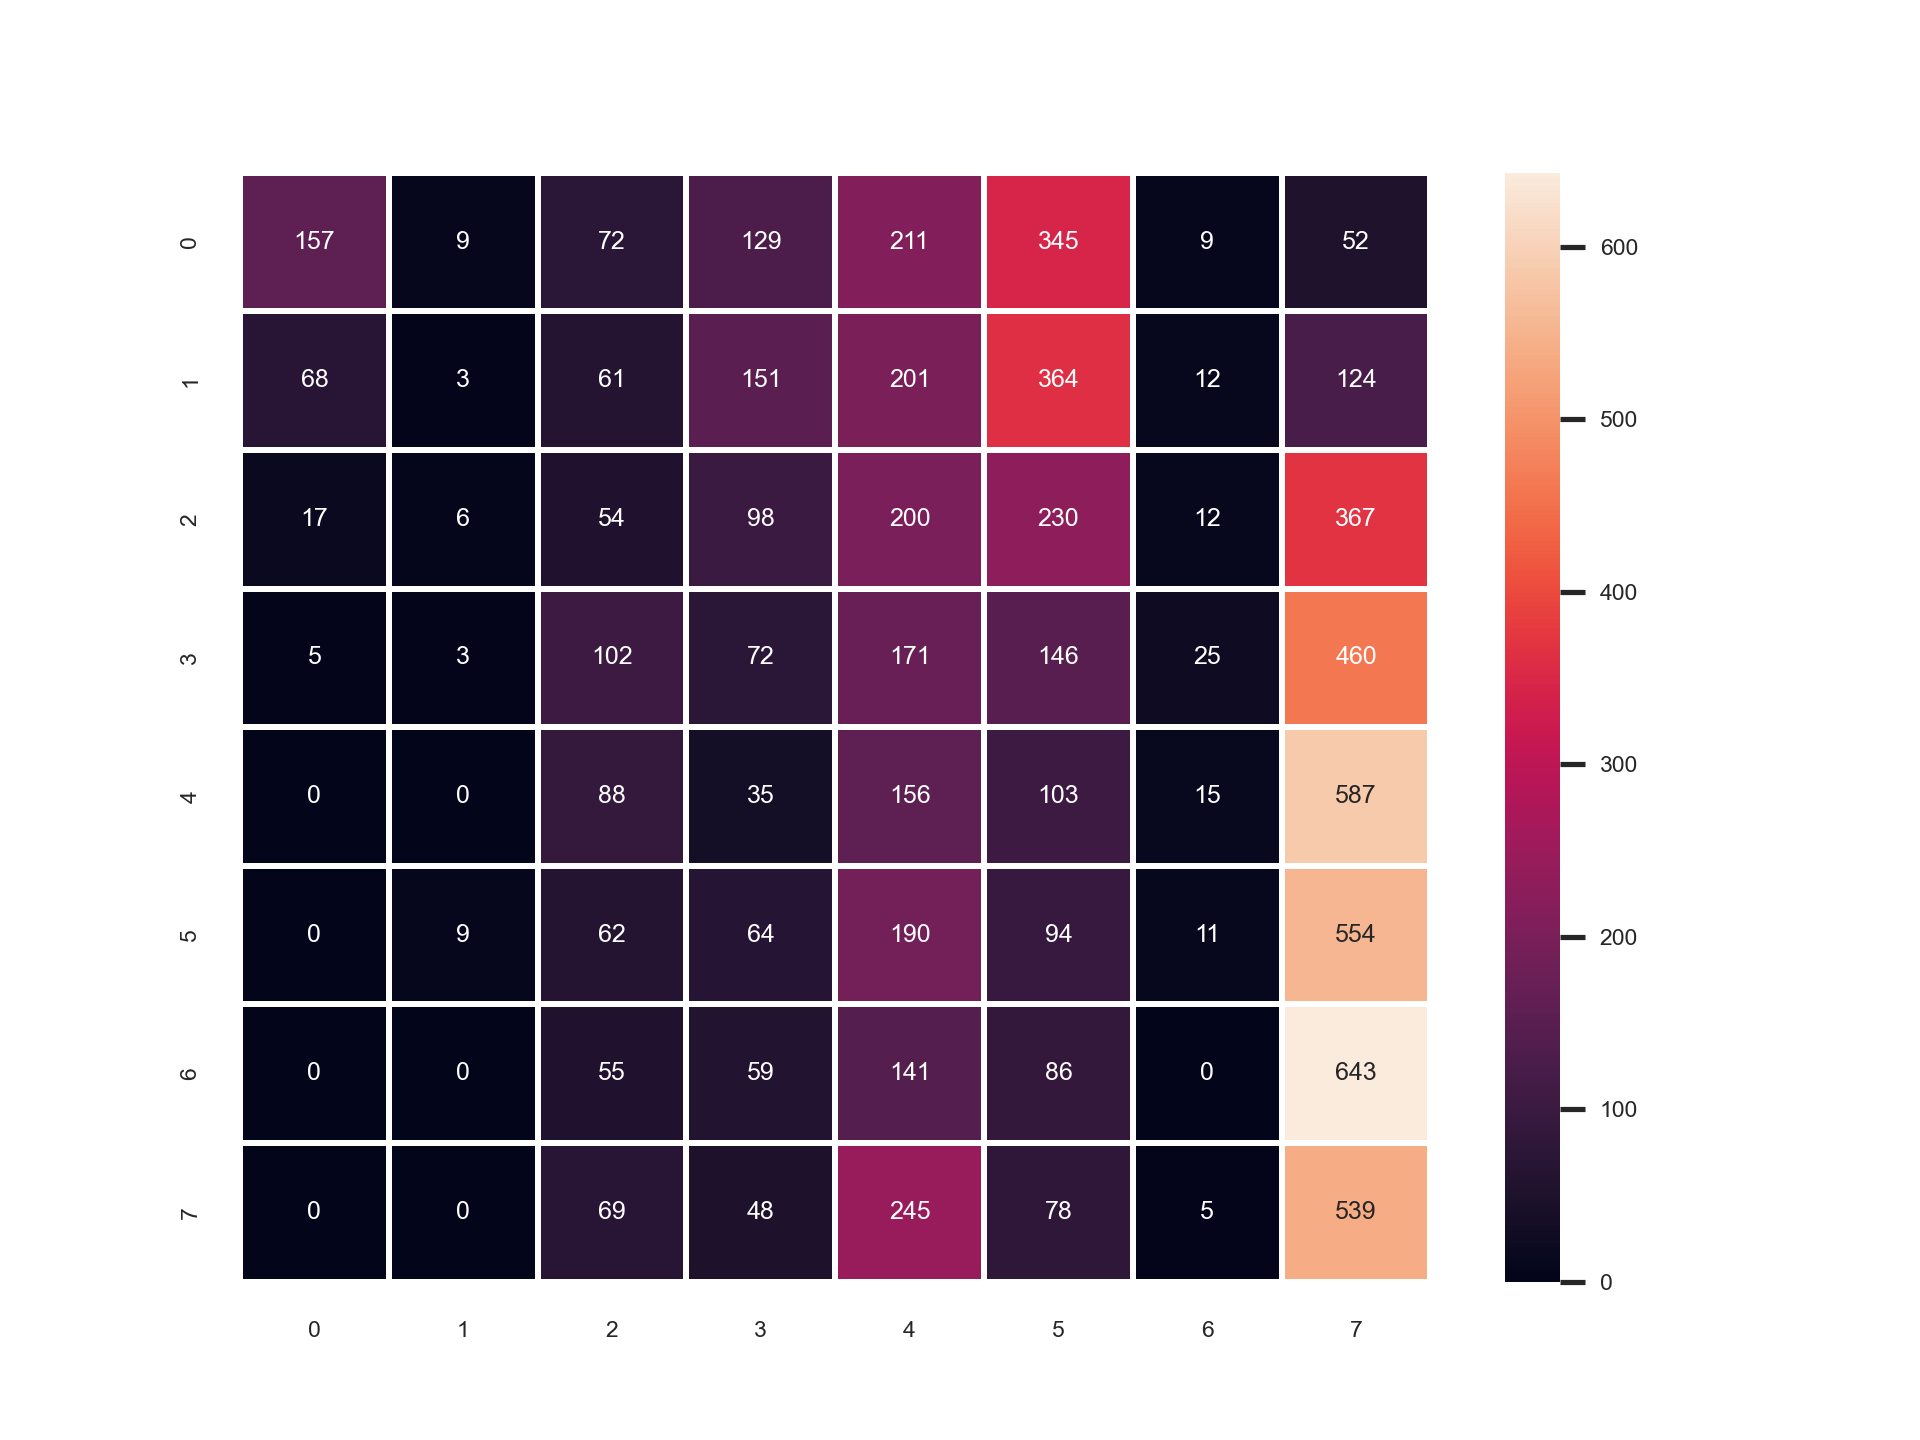 0 157 9 72 129 211 345 9 52
1 68 3 61 151 201 364 12 124
2 17 6 54 98 200 230 12 367
3 5 3 102 72 171 146 25 460
4 0 0 88 35 156 103 15 587
5 0 9 62 64 190 94 11 554
6 0 0 55 59 141 86 0 643
7 0 0 69 48 245 78 5 539
0 1 2 3 4 5 6 7
600
500
400
300
200
100
0